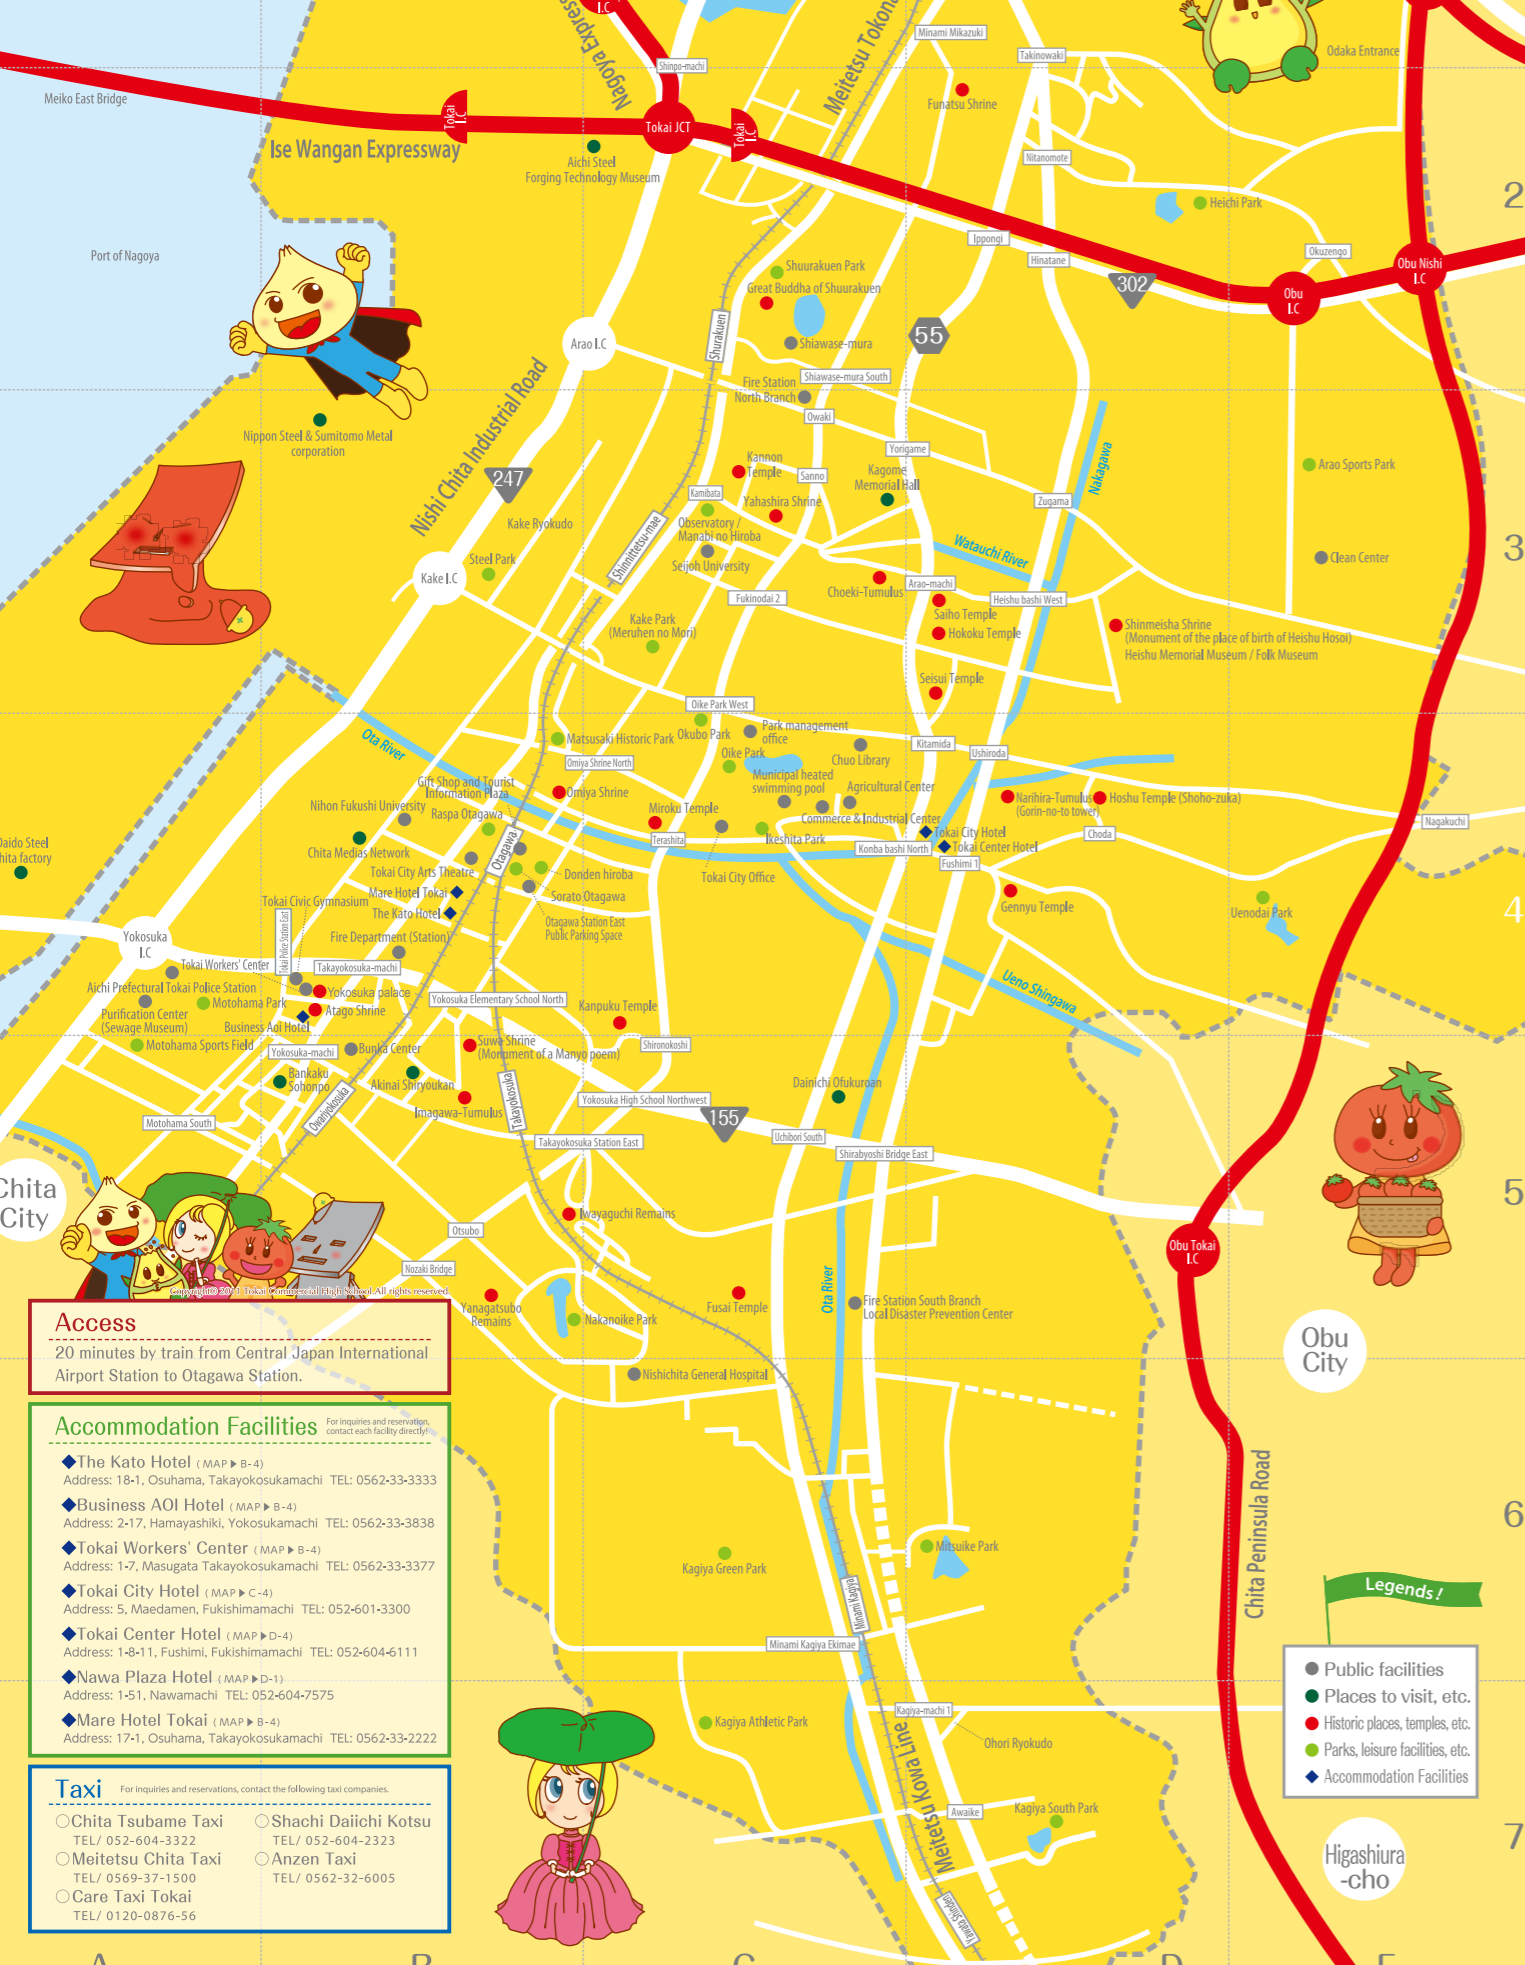 I.C
Nagoya Express
Meitetsu Tokona
Shinpo-machi
Minami Mikazuki
Takinowaki
Odaka Entrance
Meiko East Bridge
Tokai I.C
Tokai JCT
Tokai I.C
Funatsu Shrine
Ise Wangan Expressway
Aichi Steel
Forging Technology Museum
Nitanomote
2
Heichi Park
Ippongi
Hinatane
Okuzengo
Port of Nagoya
Shuurakuen Park
Great Buddha of Shuurakuen
302
Obu
I.C
Obu Nishi
I.C
Shurakuen
Arao I.C
Shiawase-mura
55
Shiawase-mura South
Fire Station
North Branch
Owaki
Nippon Steel & Sumitomo Metal
corporation
Nishi Chita Industrial Road
247
Yorigame
Kannon
Temple
Sanno
Kagome
Memorial Hall
Nakagawa
Arao Sports Park
Kamibata
Yahashira Shrine
Zugama
Kake Ryokudo
Observatory /
Manabi no Hiroba
Shinnittetsu-mae
Seijoh University
Watauchi River
3
Clean Center
Steel Park
Kake I.C
Choeki-Tumulus
Arao-machi
Fukinodai 2
Heishu bashi West
Saiho Temple
Hokoku Temple
Kake Park
(Meruhen no Mori)
Shinmeisha Shrine
(Monument of the place of birth of Heishu Hosoi)
Heishu Memorial Museum / Folk Museum
Seisui Temple
Oike Park West
Ota River
Matsusaki Historic Park
Okubo Park
Park management
office
Oike Park
Chuo Library
Kitamida
Ushiroda
Omiya Shrine North
Municipal heated
swimming pool
Agricultural Center
Gift Shop and Tourist
Information Plaza
Omiya Shrine
Nihon Fukushi University
Raspa Otagawa
Miroku Temple
Commerce & Industrial Center
Narihira-Tumulus
(Gorin-no-to tower)
Hoshu Temple (Shoho-zuka)
Nagakuchi
Choda
Tokai City Hotel
Tokai Center Hotel
Ikeshita Park
Konba bashi North
Fushimi 1
Terashita
Otagawa
Chita Medias Network
Daido Steel
Chita factory
Tokai City Arts Theatre
Donden hiroba
Tokai City Office
Mare Hotel Tokai
Sorato Otagawa
The Kato Hotel
Tokai Civic Gymnasium
Otagawa Station East
Public Parking Space
Gennyu Temple
Uenodai Park
4
Tokai Police Station East
Yokosuka
I.C
Fire Department (Station)
Tokai Workers' Center
Takayokosuka-machi
Aichi Prefectural Tokai Police Station
Yokosuka palace
Motohama Park
Atago Shrine
Yokosuka Elementary School North
Kanpuku Temple
Ueno Shingawa
Purification Center
(Sewage Museum)
Business Aoi Hotel
Motohama Sports Field
Yokosuka-machi
Bunka Center
Suwa Shrine
(Monument of a Manyo poem)
Shironokoshi
Bankaku
Sohonpo
Akinai Shiryoukan
Takayokosuka
Dainichi Ofukuroan
Owariyokosuka
Imagawa-Tumulus
Yokosuka High School Northwest
155
Motohama South
Takayokosuka Station East
Uchibori South
Shirabyoshi Bridge East
Chita
City
5
Iwayaguchi Remains
Otsubo
Nozaki Bridge
Obu Tokai
I.C
Ota River
Copyright© 2011 Tokai Commercial High School.All rights reserved
Yanagatsubo
Remains
Nakanoike Park
Fusai Temple
Fire Station South Branch
Local Disaster Prevention Center
Obu
City
Nishichita General Hospital
Access
20 minutes by train from Central Japan International
Airport Station to Otagawa Station.
Accommodation Facilities For inquiries and reservation,
contact each facility directly!
◆The Kato Hotel (MAP▶B-4)
Address: 18-1, Osuhama, Takayokosukamachi TEL: 0562-33-3333
◆Business AOI Hotel (MAP▶B-4)
Address: 2-17, Hamayashiki, Yokosukamachi TEL: 0562-33-3838
◆Tokai Workers' Center (MAP▶B-4)
Address: 1-7, Masugata Takayokosukamachi TEL: 0562-33-3377
◆Tokai City Hotel (MAP▶C-4)
Address: 5, Maedamen, Fukishimamachi TEL: 052-601-3300
◆Tokai Center Hotel (MAP▶D-4)
Address: 1-8-11, Fushimi, Fukishimamachi TEL: 052-604-6111
◆Nawa Plaza Hotel (MAP▶D-1)
Address: 1-51, Nawamachi TEL: 052-604-7575
◆Mare Hotel Tokai (MAP▶B-4)
Address: 17-1, Osuhama, Takayokosukamachi TEL: 0562-33-2222
Taxi For inquiries and reservations, contact the following taxi companies.
○Chita Tsubame Taxi
TEL/ 052-604-3322
○Shachi Daiichi Kotsu
TEL/ 052-604-2323
○Meitetsu Chita Taxi
TEL/ 0569-37-1500
○Anzen Taxi
TEL/ 0562-32-6005
○Care Taxi Tokai
TEL/ 0120-0876-56
Chita Peninsula Road
6
Kagiya Green Park
Mitsuike Park
Minami Kagiya
Minami Kagiya Ekimae
Kagiya-machi 1
Kagiya Athletic Park
Ohori Ryokudo
Meitetsu Kowa Line
Awaike
Kagiya South Park
Yawata Shinden
Legends!
Public facilities
Places to visit, etc.
Historic places, temples, etc.
Parks, leisure facilities, etc.
Accommodation Facilities
7
Higashiura
-cho
A B C D E